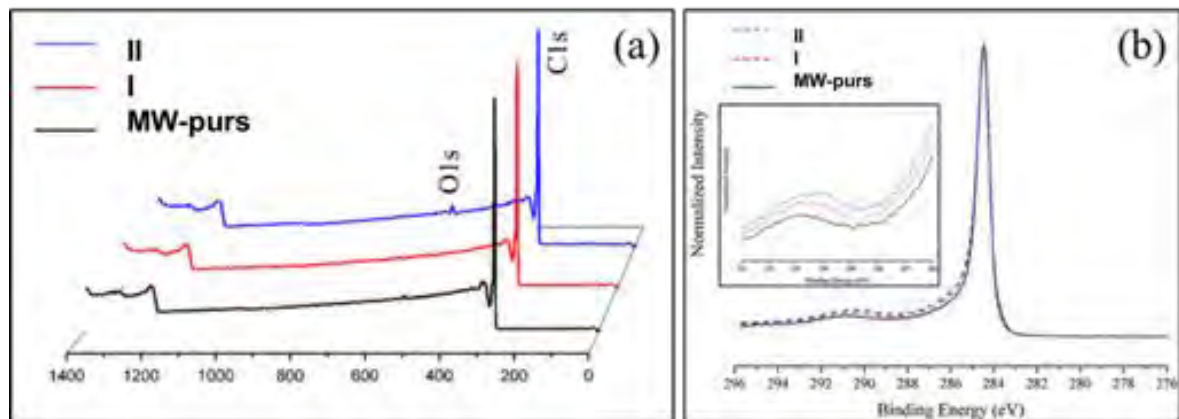 II
I
MW-purs
(a)
C1s
O1s
1400 1200 1000 800 600 400 200 0
II
I
MW-purs
(b)
Normalized Intensity
296 292 290 288 286 284 282 280 278 276
Binding Energy (eV)